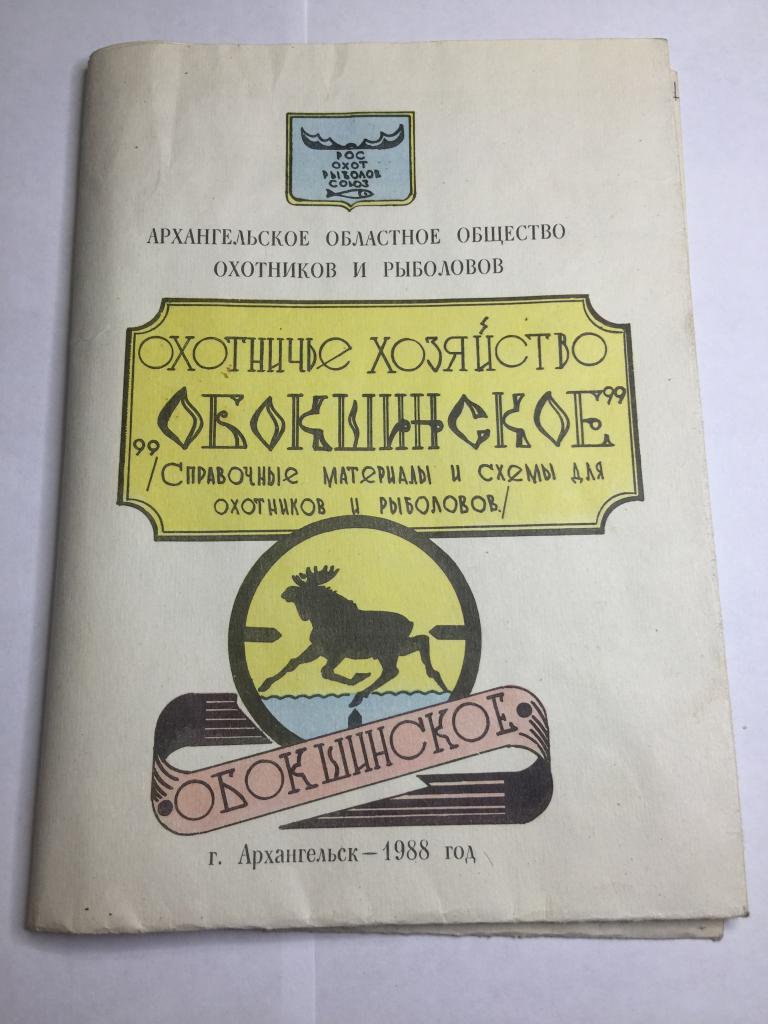 РОС
ОХОТ
РЫБОЛОВ
СОЮЗ
АРХАНГЕЛЬСКОЕ ОБЛАСТНОЕ ОБЩЕСТВО
ОХОТНИКОВ И РЫБОЛОВОВ
ОХОТНИЧЬЕ ХОЗЯЙСТВО
„ОБОКШИНСКОЕ”
/СПРАВОЧНЫЕ МАТЕРИАЛЫ И СХЕМЫ ДЛЯ
ОХОТНИКОВ И РЫБОЛОВОВ./
ОБОКШИНСКОЕ
г. Архангельск — 1988 год